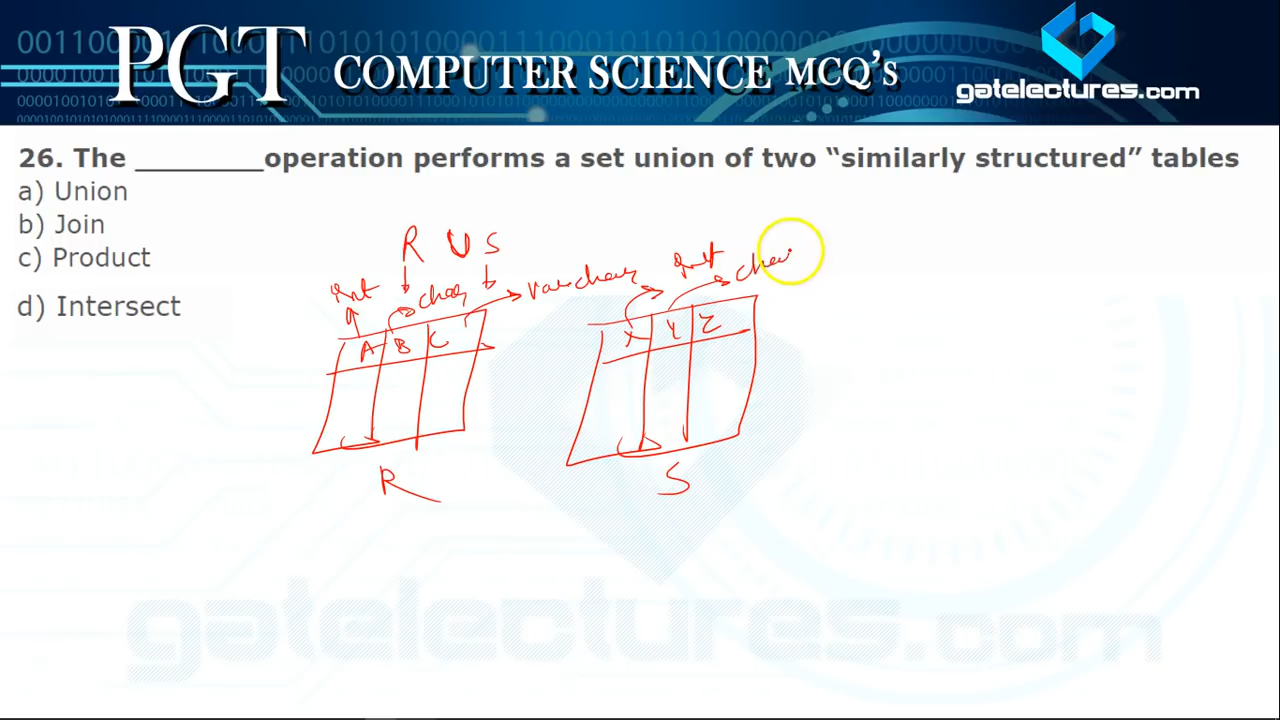 PGT COMPUTER SCIENCE MCQ'S
gatelectures.com
26. The ________operation performs a set union of two “similarly structured” tables
a) Union
b) Join
c) Product
d) Intersect
R U S
Int char varchar
Int char
A B C
X Y Z
R
S
gatelectures.com